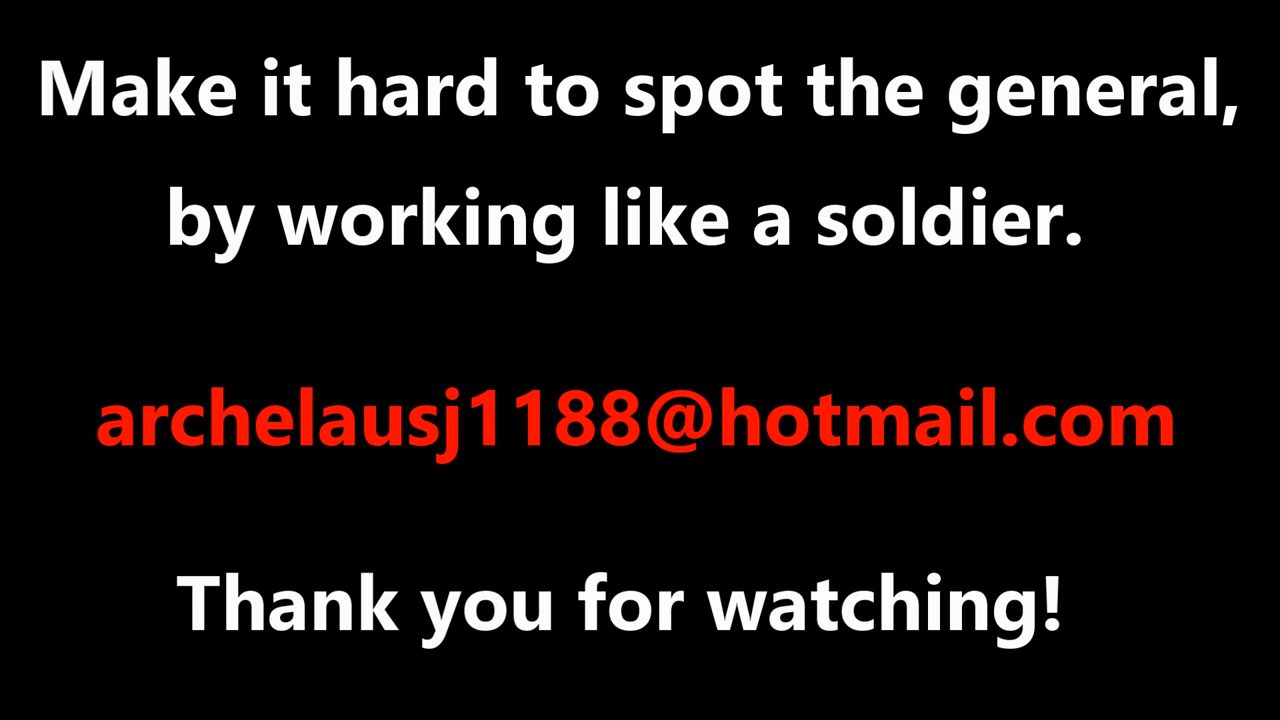 Make it hard to spot the general,
by working like a soldier.
archelausj1188@hotmail.com
Thank you for watching!